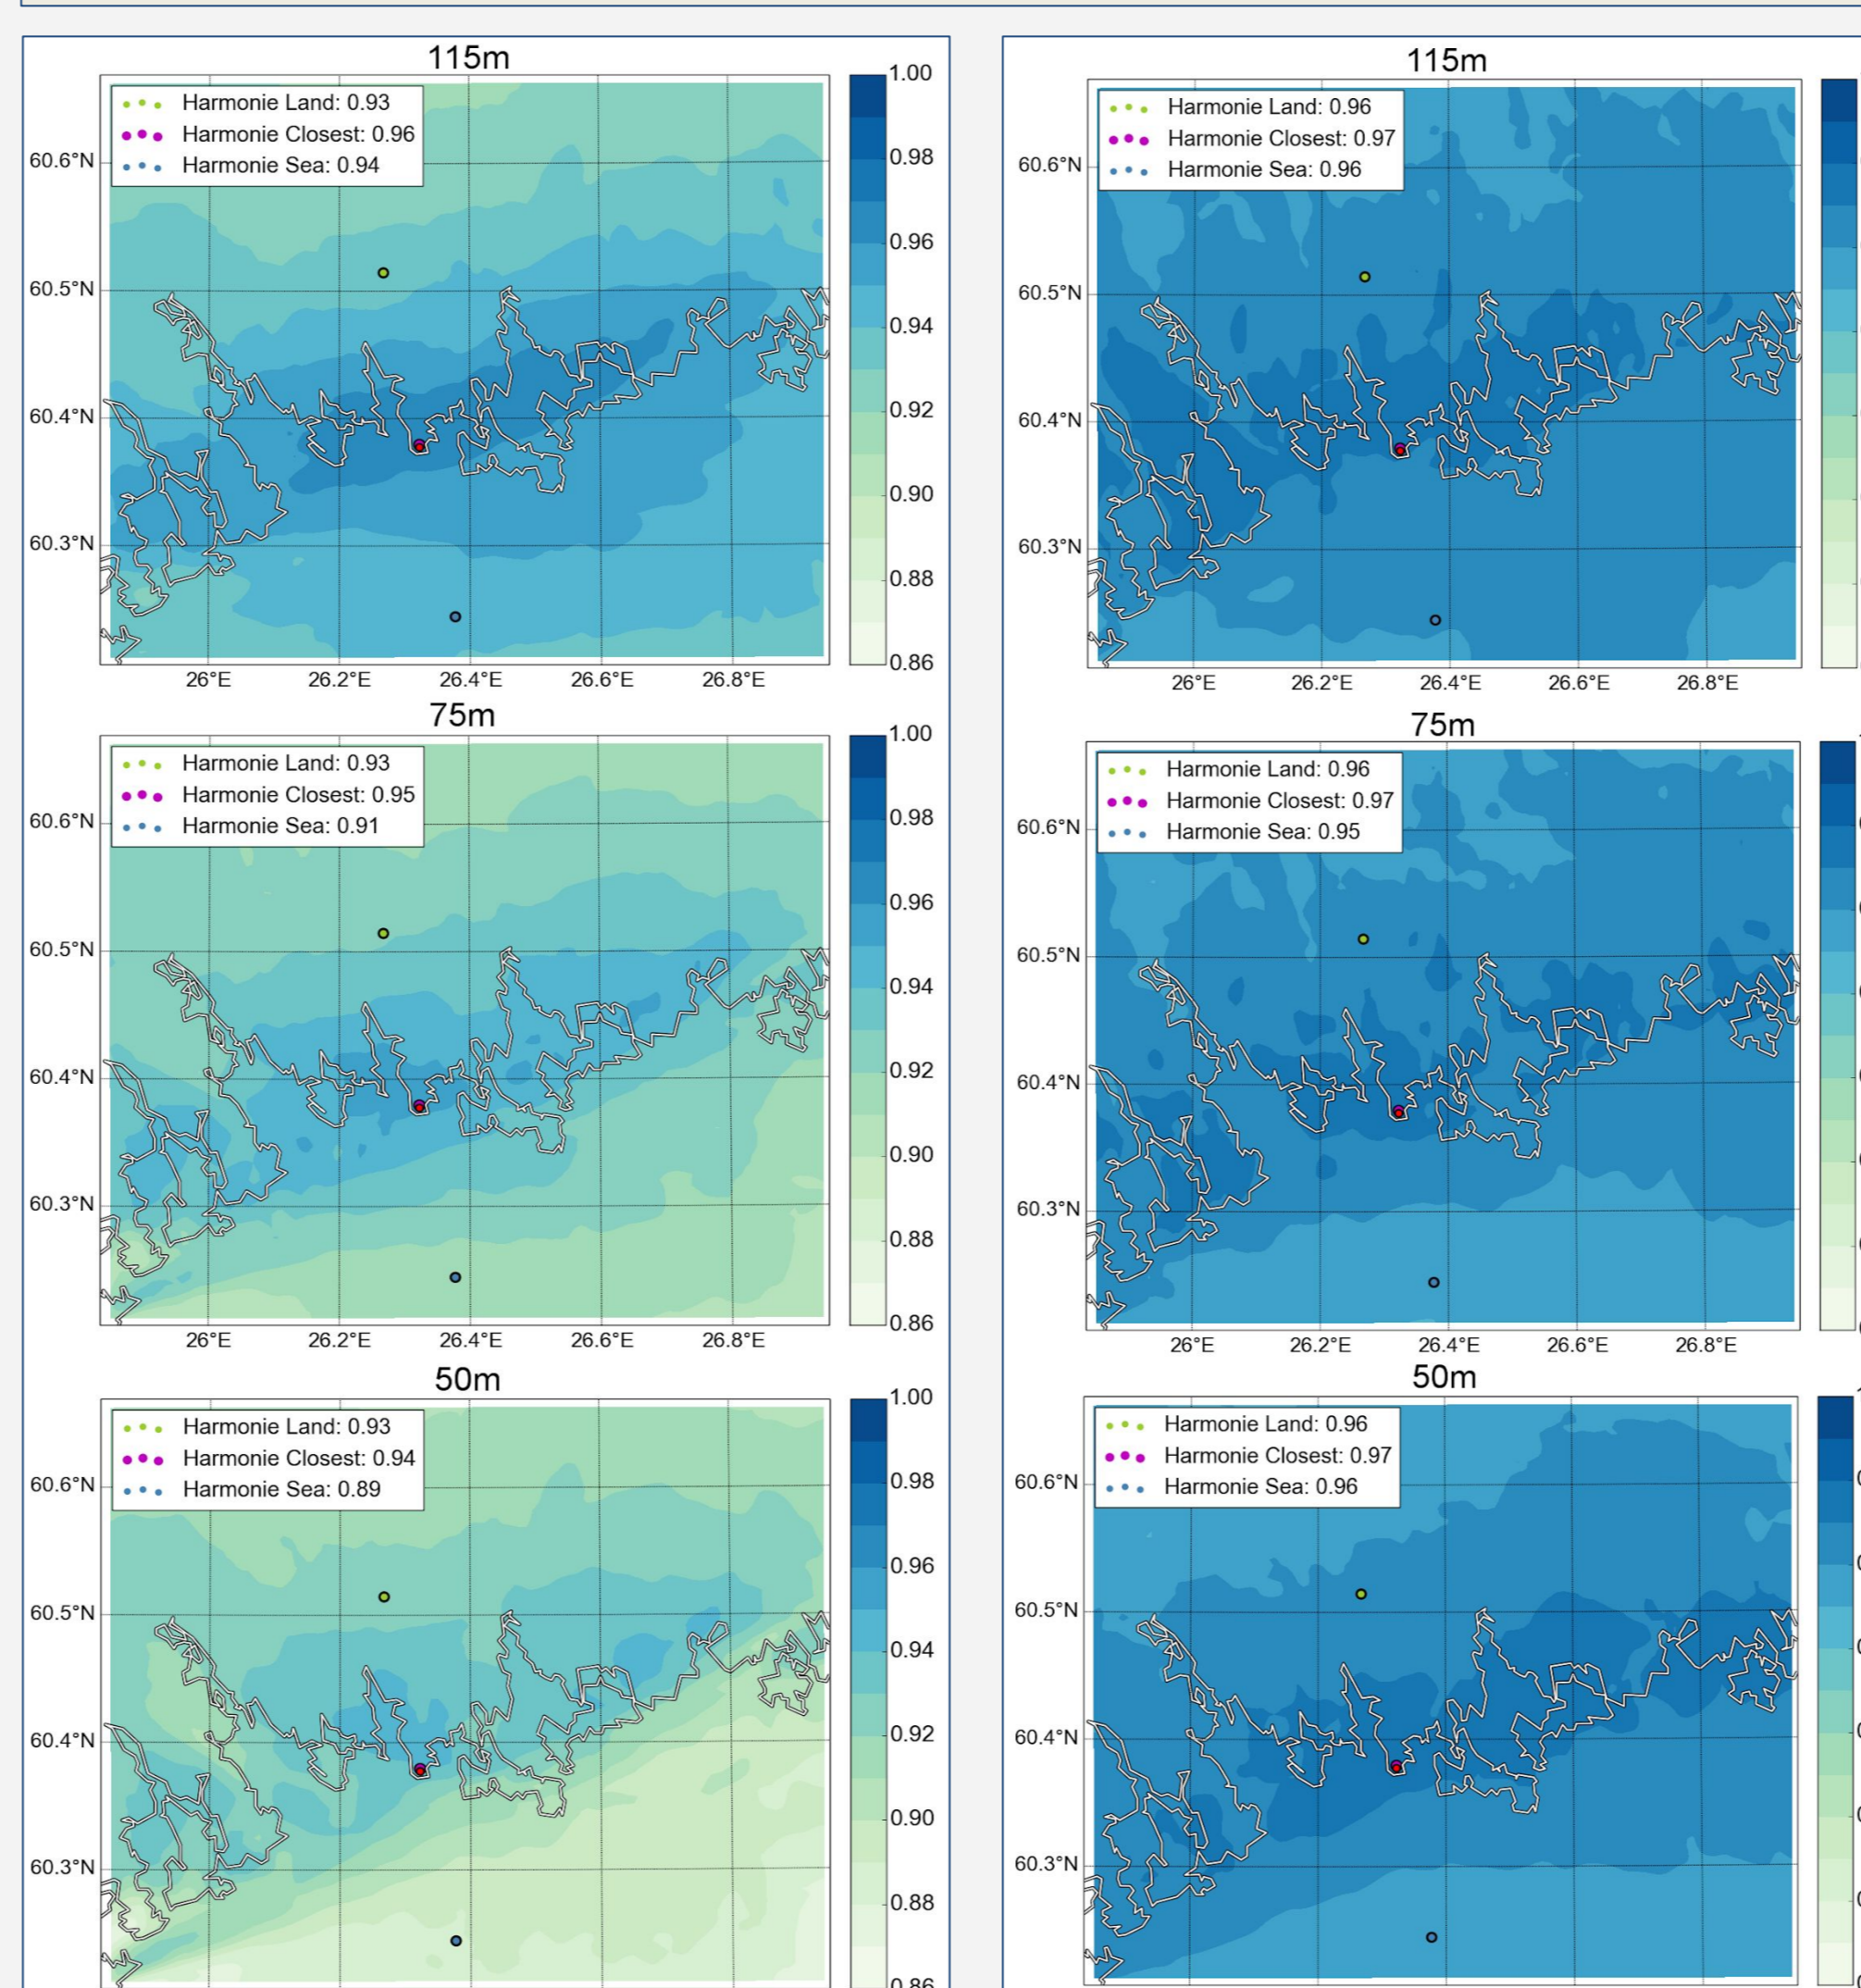 115m
Harmonie Land: 0.93
Harmonie Closest: 0.96
Harmonie Sea: 0.94
60.6°N
60.5°N
60.4°N
60.3°N
26°E 26.2°E 26.4°E 26.6°E 26.8°E
1.00
0.98
0.96
0.94
0.92
0.90
0.88
0.86
75m
Harmonie Land: 0.93
Harmonie Closest: 0.95
Harmonie Sea: 0.91
60.6°N
60.5°N
60.4°N
60.3°N
26°E 26.2°E 26.4°E 26.6°E 26.8°E
1.00
0.98
0.96
0.94
0.92
0.90
0.88
0.86
50m
Harmonie Land: 0.93
Harmonie Closest: 0.94
Harmonie Sea: 0.89
60.6°N
60.5°N
60.4°N
60.3°N
1.00
0.98
0.96
0.94
0.92
0.90
0.88
0.86
115m
Harmonie Land: 0.96
Harmonie Closest: 0.97
Harmonie Sea: 0.96
60.6°N
60.5°N
60.4°N
60.3°N
26°E 26.2°E 26.4°E 26.6°E 26.8°E
75m
Harmonie Land: 0.96
Harmonie Closest: 0.97
Harmonie Sea: 0.95
60.6°N
60.5°N
60.4°N
60.3°N
26°E 26.2°E 26.4°E 26.6°E 26.8°E
50m
Harmonie Land: 0.96
Harmonie Closest: 0.97
Harmonie Sea: 0.96
60.6°N
60.5°N
60.4°N
60.3°N